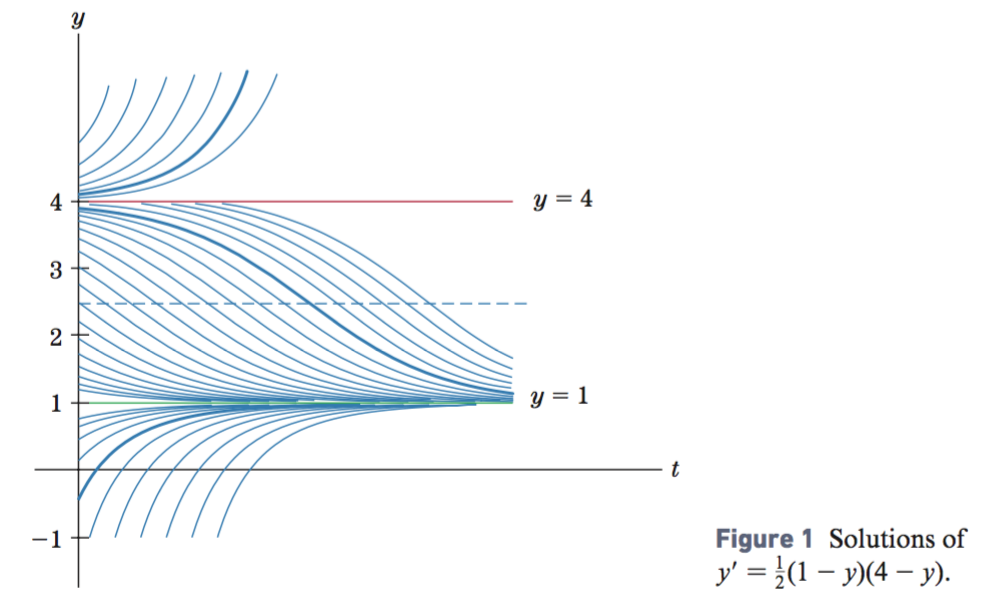 y
4
y = 4
3
2
1
y = 1
t
−1
Figure 1 Solutions of
y′ = ½(1 − y)(4 − y).